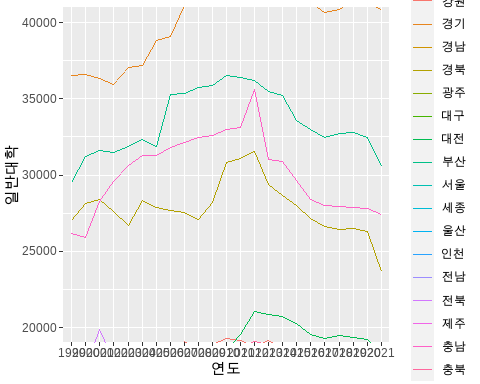 40000
35000
30000
25000
20000
일반대학
2021
연도
강원
경기
경남
경북
광주
대구
대전
부산
서울
세종
울산
인천
전남
전북
제주
충남
충북